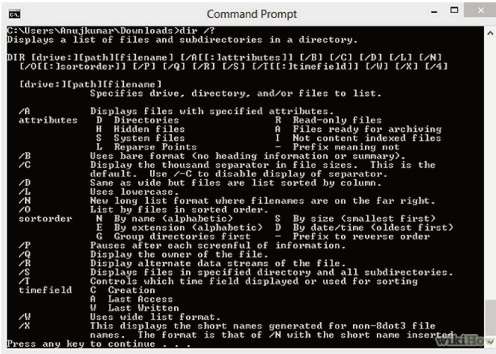 Command Prompt
C:\Users\Anujkumar\Downloads>dir /?
Displays a list of files and subdirectories in a directory.
DIR [drive:][path][filename] [/A[[:]attributes]] [/B] [/C] [/D] [/L] [/N]
[/O[[:]sortorder]] [/P] [/Q] [/R] [/S] [/T[[:]timefield]] [/W] [/X] [/4]
[drive:][path][filename]
Specifies drive, directory, and/or files to list.
/A Displays files with specified attributes.
attributes D Directories R Read-only files
H Hidden files A Files ready for archiving
S System files I Not content indexed files
L Reparse Points - Prefix meaning not
/B Uses bare format (no heading information or summary).
/C Display the thousand separator in file sizes. This is the
default. Use /-C to disable display of separator.
/D Same as wide but files are list sorted by column.
/L Uses lowercase.
/N New long list format where filenames are on the far right.
/O List by files in sorted order.
sortorder N By name (alphabetic) S By size (smallest first)
E By extension (alphabetic) D By date/time (oldest first)
G Group directories first - Prefix to reverse order
/P Pauses after each screenful of information.
/Q Display the owner of the file.
/R Display alternate data streams of the file.
/S Displays files in specified directory and all subdirectories.
/T Controls which time field displayed or used for sorting
timefield C Creation
A Last Access
W Last Written
/W Uses wide list format.
/X This displays the short names generated for non-8dot3 file
names. The format is that of /N with the short name inserted
Press any key to continue . . .
wikiHow